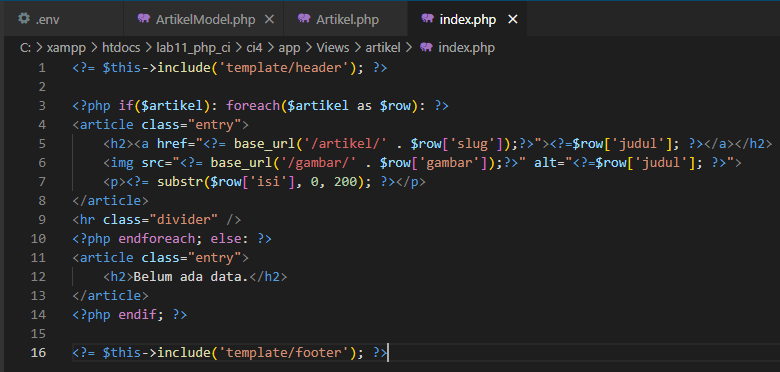 .env ArtikelModel.php Artikel.php index.php
C: > xampp > htdocs > lab11_php_ci > ci4 > app > Views > artikel > index.php
1 <?= $this->include('template/header'); ?>
2
3 <?php if($artikel): foreach($artikel as $row): ?>
4 <article class="entry">
5     <h2><a href="<?= base_url('/artikel/' . $row['slug']);?>"><?=$row['judul']; ?></a></h2>
6     <img src="<?= base_url('/gambar/' . $row['gambar']);?>" alt="<?=$row['judul']; ?>">
7     <p><?= substr($row['isi'], 0, 200); ?></p>
8 </article>
9 <hr class="divider" />
10 <?php endforeach; else: ?>
11 <article class="entry">
12     <h2>Belum ada data.</h2>
13 </article>
14 <?php endif; ?>
15
16 <?= $this->include('template/footer'); ?>